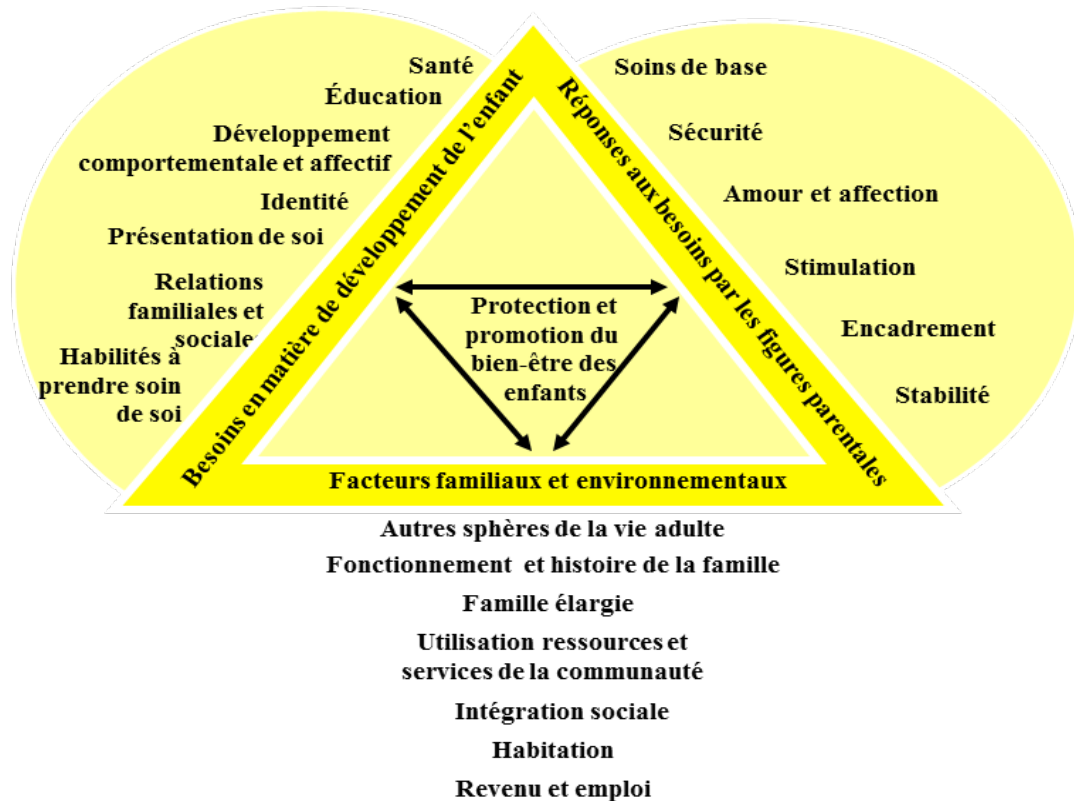 Santé
Éducation
Développement
comportementale et affectif
Identité
Présentation de soi
Relations
familiales et
sociales
Habilités à
prendre soin
de soi
Besoins en matière de développement de l'enfant
Réponses aux besoins par les figures parentales
Soins de base
Sécurité
Amour et affection
Stimulation
Encadrement
Stabilité
Protection et
promotion du
bien-être des
enfants
Facteurs familiaux et environnementaux
Autres sphères de la vie adulte
Fonctionnement et histoire de la famille
Famille élargie
Utilisation ressources et
services de la communauté
Intégration sociale
Habitation
Revenu et emploi